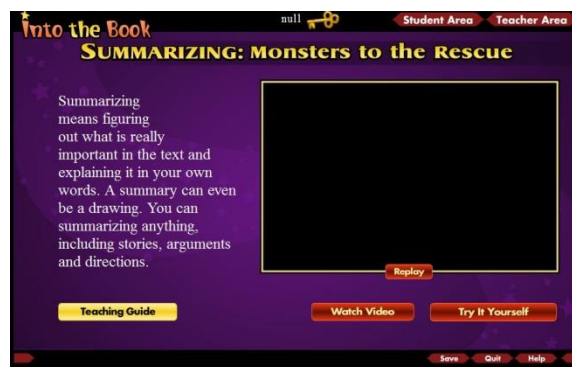 Into the Book
null
Student Area
Teacher Area
SUMMARIZING: MONSTERS TO THE RESCUE
Summarizing
means figuring
out what is really
important in the text and
explaining it in your own
words. A summary can even
be a drawing. You can
summarizing anything,
including stories, arguments
and directions.
Replay
Teaching Guide
Watch Video
Try It Yourself
Save
Quit
Help